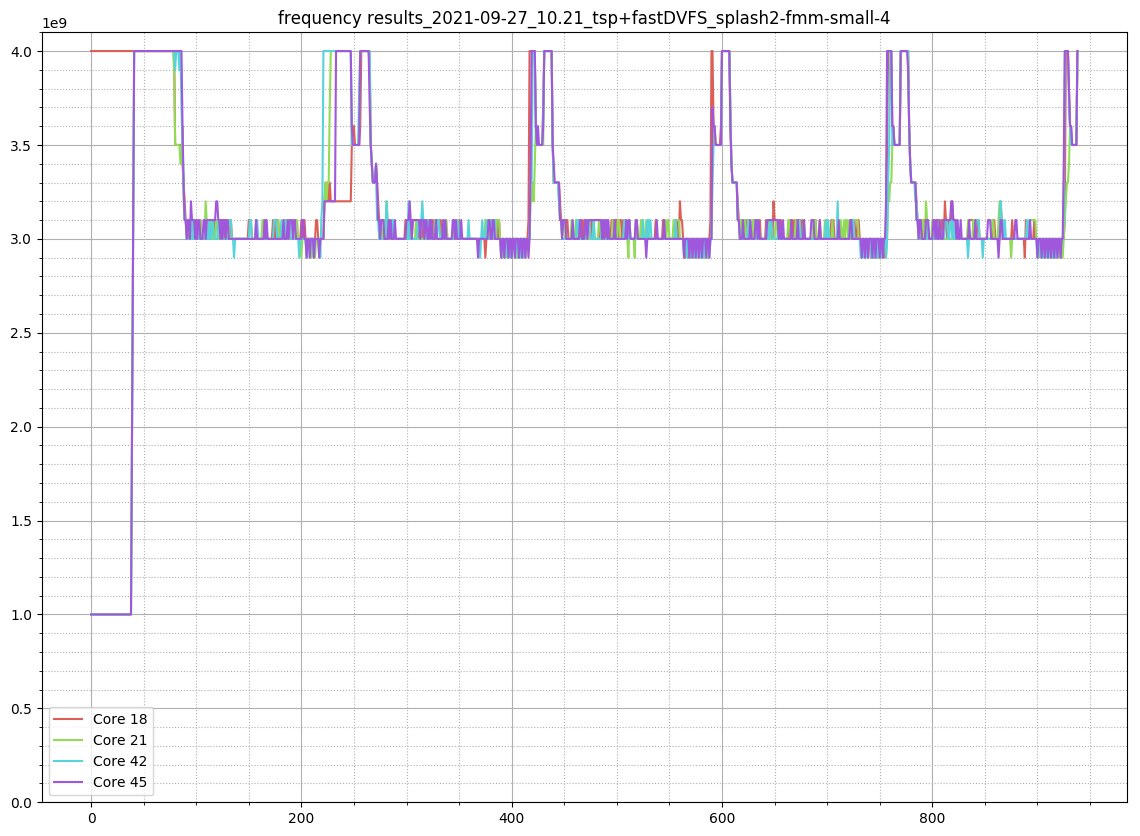 frequency results_2021-09-27_10.21_tsp+fastDVFS_splash2-fmm-small-4
1e9
4.0
3.5
3.0
2.5
2.0
1.5
1.0
0.5
0.0
Core 18
Core 21
Core 42
Core 45
0 200 400 600 800